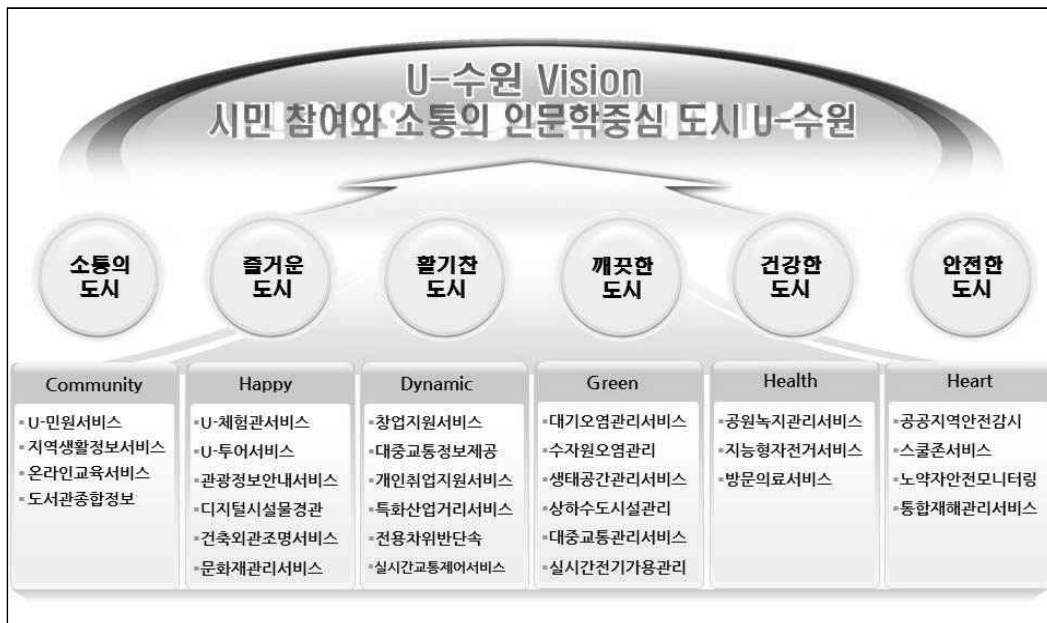 U-수원 Vision
시민 참여와 소통의 인문학중심 도시 U-수원
소통의
도시
즐거운
도시
활기찬
도시
깨끗한
도시
건강한
도시
안전한
도시
Community
▪U-민원서비스
▪지역생활정보서비스
▪온라인교육서비스
▪도서관종합정보
Happy
▪U-체험관서비스
▪U-투어서비스
▪관광정보안내서비스
▪디지털시설물경관
▪건축외관조명서비스
▪문화재관리서비스
Dynamic
▪창업지원서비스
▪대중교통정보제공
▪개인취업지원서비스
▪특화산업거리서비스
▪전용차위반단속
▪실시간교통제어서비스
Green
▪대기오염관리서비스
▪수자원오염관리
▪생태공간관리서비스
▪상하수도시설관리
▪대중교통관리서비스
▪실시간전기가용관리
Health
▪공원녹지관리서비스
▪지능형자전거서비스
▪방문의료서비스
Heart
▪공공지역안전감시
▪스쿨존서비스
▪노약자안전모니터링
▪통합재해관리서비스